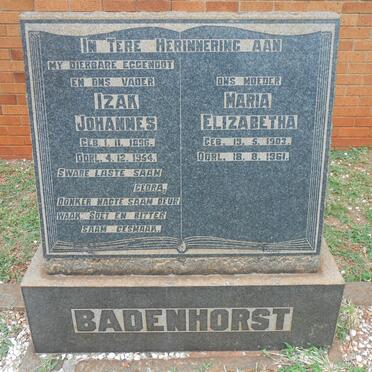 IN TERE HERINNERING AAN
MY DIERBARE EGGENOOT
EN ONS VADER
IZAK
JOHANNES
GEB. 1. 11. 1896.
OORL. 4. 12. 1954.
SWARE LASTE SAAM
GEDRA,
DONKER NAGTE SAAM DEUR
WAAK, SOET EN BITTER
SAAM GESMAAK.
ONS MOEDER
MARIA
ELIZABETHA
GEB. 19. 5. 1902.
OORL. 18. 8. 1961.
BADENHORST